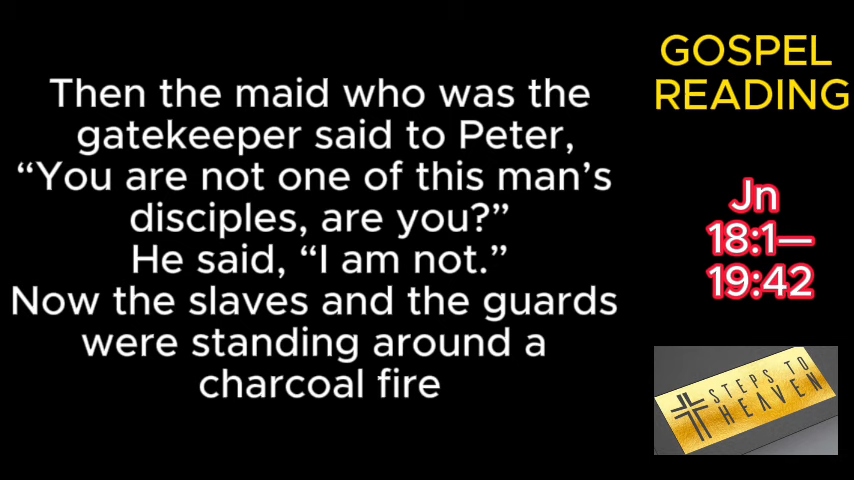 Then the maid who was the
gatekeeper said to Peter,
“You are not one of this man’s
disciples, are you?”
He said, “I am not.”
Now the slaves and the guards
were standing around a
charcoal fire
GOSPEL
READING
Jn
18:1—
19:42
STEPS TO
HEAVEN